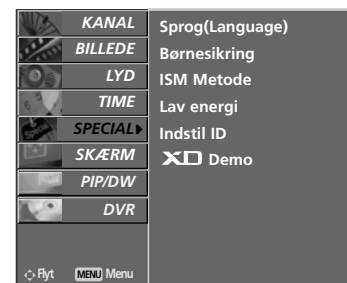 KANAL
BILLEDE
LYD
TIME
SPECIAL
SKÆRM
PIP/DW
DVR
Flyt MENU Menu
Sprog(Language)
Børnesikring
ISM Metode
Lav energi
Indstil ID
XD Demo